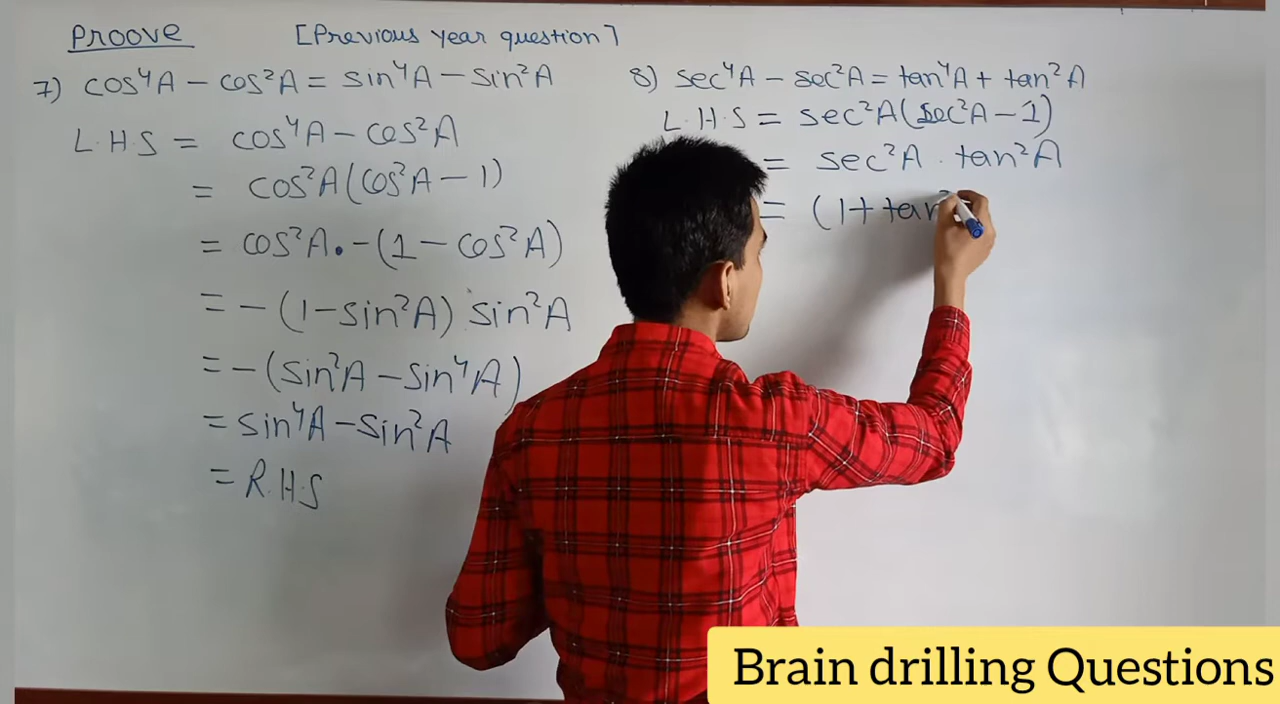 Proove [Previous year question]
7) cos⁴A − cos²A = sin⁴A − sin²A
L.H.S = cos⁴A − cos²A
= cos²A(cos²A − 1)
= cos²A . −(1 − cos²A)
= −(1−sin²A) sin²A
= −(sin²A − sin⁴A)
= sin⁴A − sin²A
= R.H.S
8) sec⁴A − sec²A = tan⁴A + tan²A
L.H.S = sec²A(sec²A − 1)
= sec²A . tan²A
= (1+tan²
Brain drilling Questions